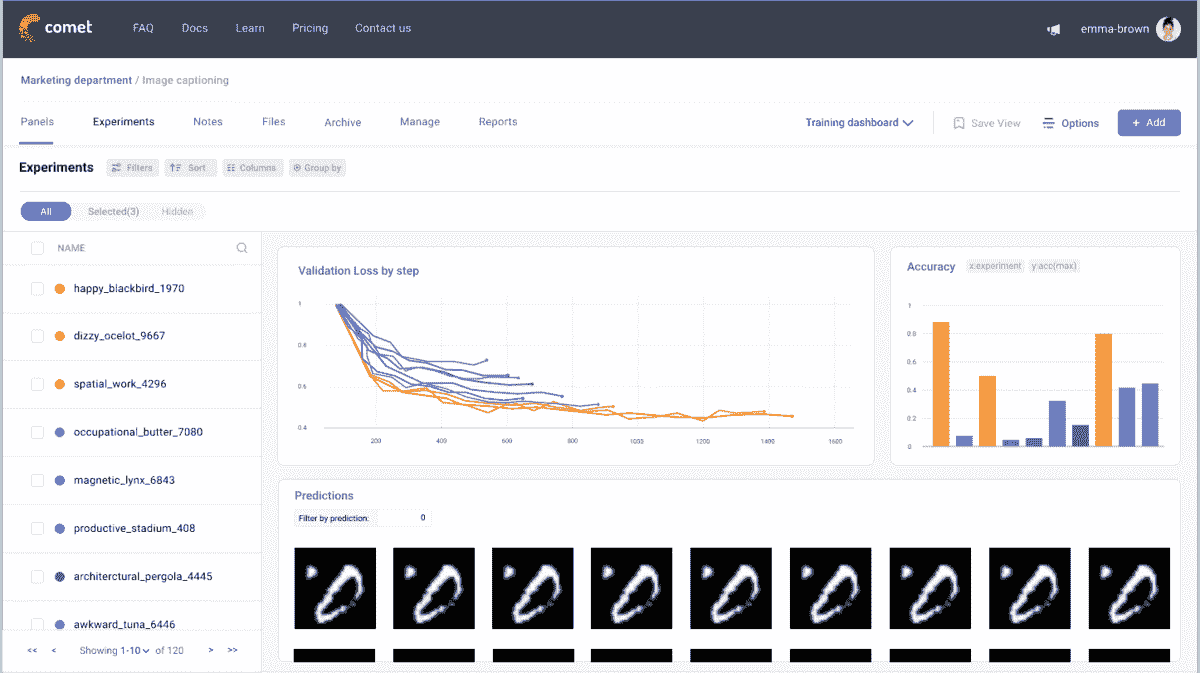 comet FAQ Docs Learn Pricing Contact us emma-brown
Marketing department / Image captioning
Panels Experiments Notes Files Archive Manage Reports Training dashboard Save View Options + Add
Experiments Filters Sort Columns Group by
All Selected(3) Hidden
NAME
happy_blackbird_1970
dizzy_ocelot_9667
spatial_work_4296
occupational_butter_7080
magnetic_lynx_6843
productive_stadium_408
architerctural_pergola_4445
awkward_tuna_6446
<< < Showing 1-10 of 120 > >>
Validation Loss by step
1
0.8
0.6
0.4
200 400 600 800 1000 1200 1400 1600
Accuracy x:experiment y:acc(max)
1
0.8
0.6
0.4
0.2
0
Predictions
Filter by prediction: 0